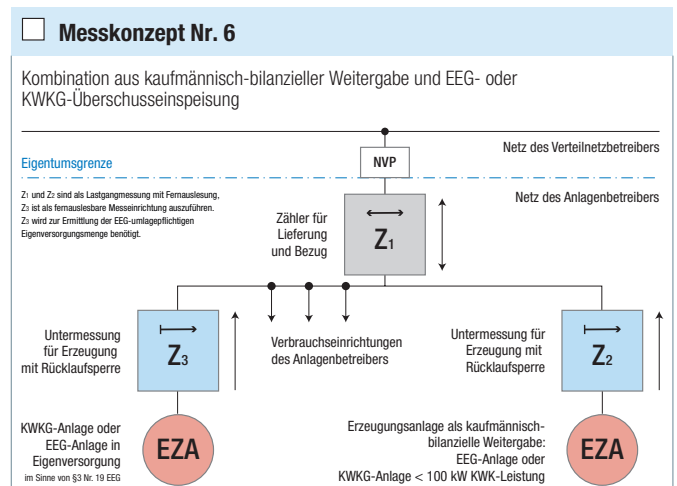 Messkonzept Nr. 6
Kombination aus kaufmännisch-bilanzieller Weitergabe und EEG- oder
KWKG-Überschusseinspeisung
Netz des Verteilnetzbetreibers
Eigentumsgrenze
NVP
Z1 und Z2 sind als Lastgangmessung mit Fernauslesung,
Z3 ist als fernauslesbare Messeinrichtung auszuführen.
Z3 wird zur Ermittlung der EEG-umlagepflichtigen
Eigenversorgungsmenge benötigt.
Netz des Anlagenbetreibers
Zähler für
Lieferung
und Bezug
Z1
Untermessung
für Erzeugung
mit Rücklaufsperre
Z3
Verbrauchseinrichtungen
des Anlagenbetreibers
Untermessung für
Erzeugung mit
Rücklaufsperre
Z2
KWKG-Anlage oder
EEG-Anlage in
Eigenversorgung
im Sinne von §3 Nr. 19 EEG
EZA
Erzeugungsanlage als kaufmännisch-
bilanzielle Weitergabe:
EEG-Anlage oder
KWKG-Anlage < 100 kW KWK-Leistung
EZA